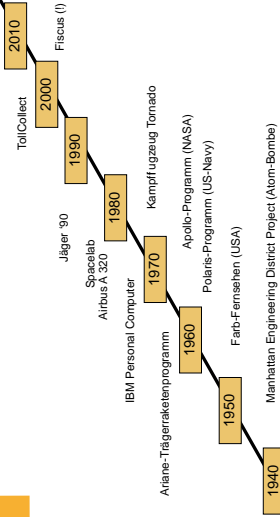 2010
TollCollect
Fiscus (!)
2000
1990
Jäger '90
Spacelab
Airbus A 320
1980
IBM Personal Computer
Kampfflugzeug Tornado
1970
Ariane-Trägerraketenprogramm
Apollo-Programm (NASA)
Polaris-Programm (US-Navy)
1960
Farb-Fernsehen (USA)
1950
Manhattan Engineering District Project (Atom-Bombe)
1940